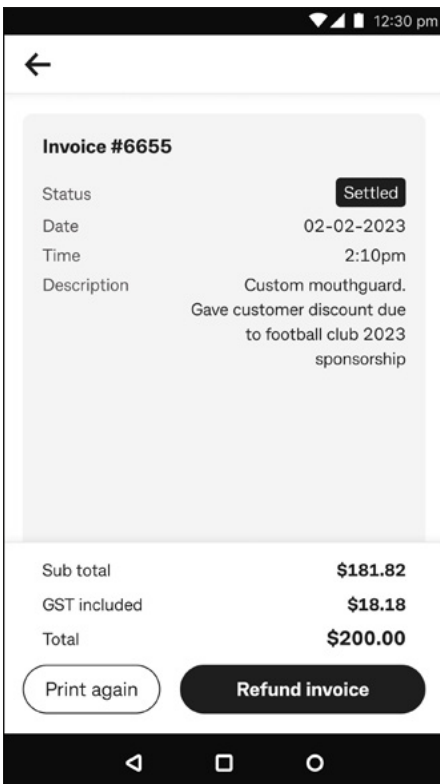 12:30 pm
Invoice #6655
Status Settled
Date 02-02-2023
Time 2:10pm
Description Custom mouthguard.
Gave customer discount due
to football club 2023
sponsorship
Sub total $181.82
GST included $18.18
Total $200.00
Print again Refund invoice